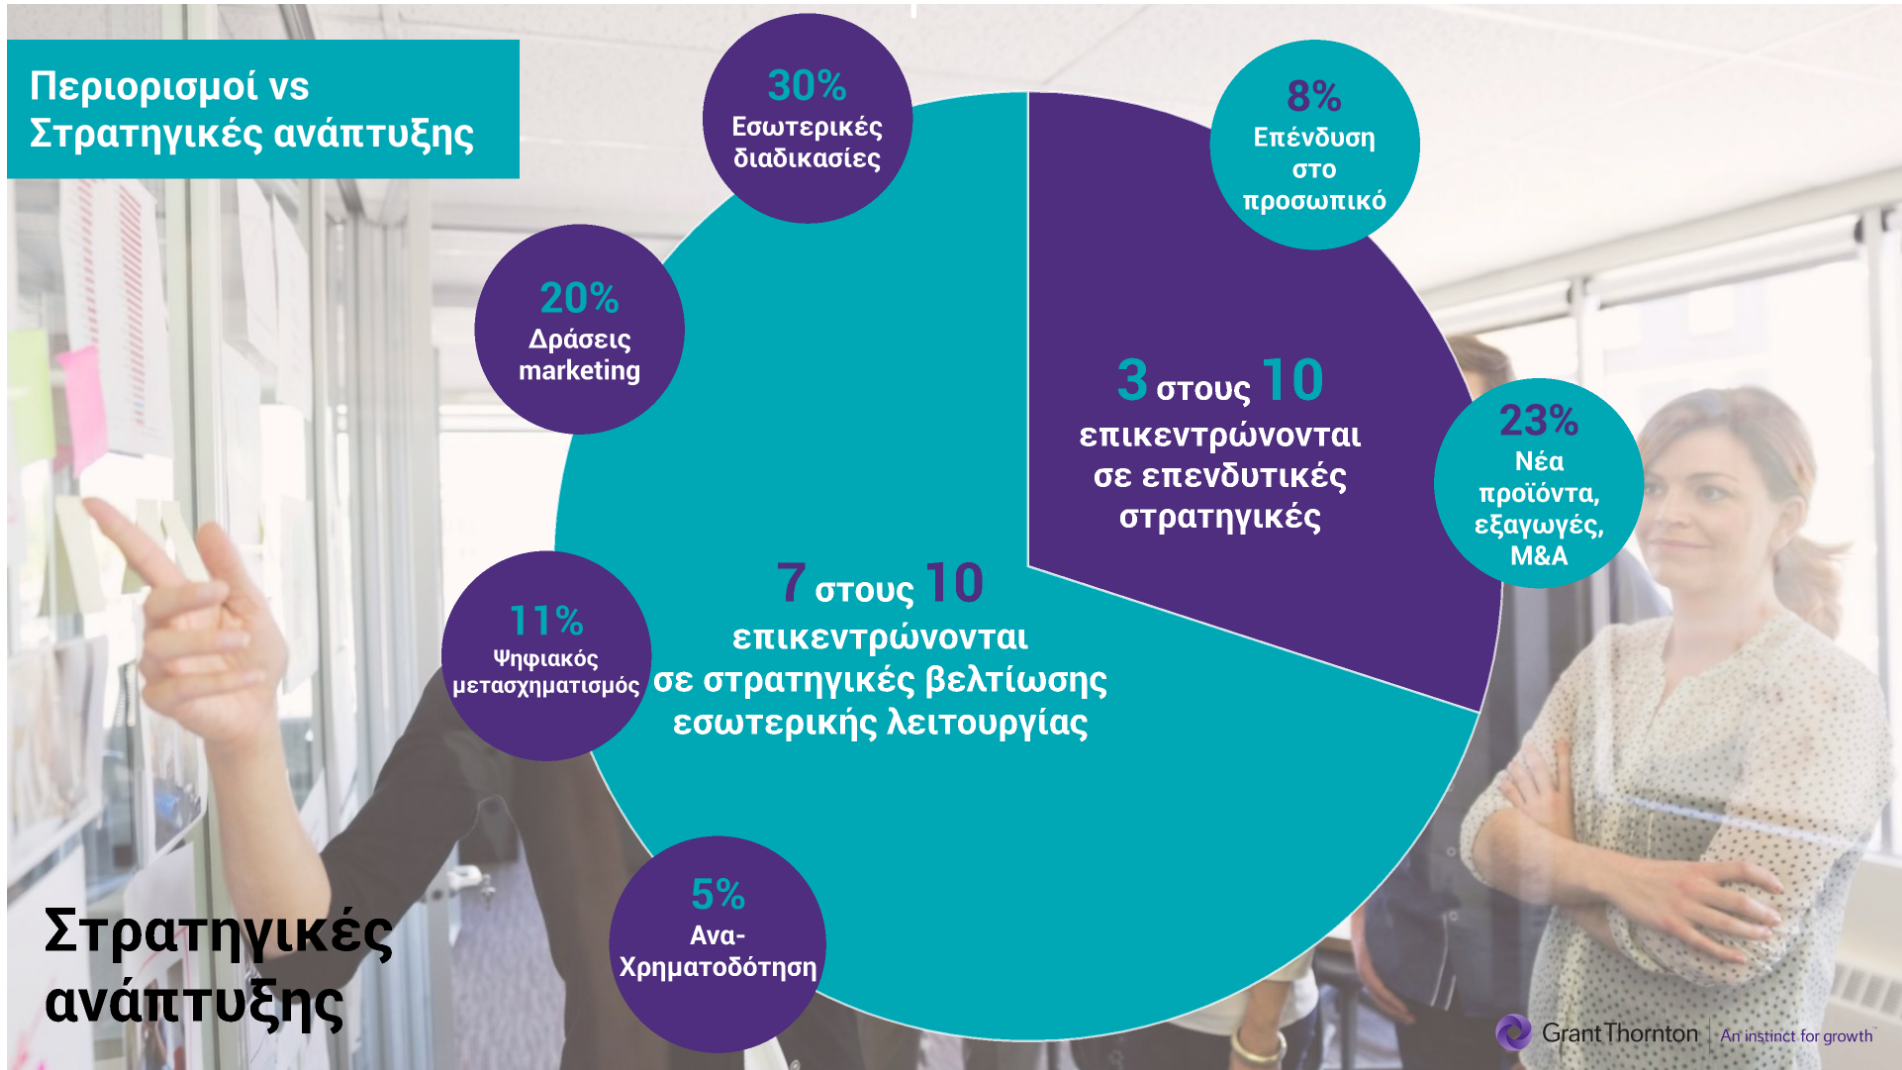 Περιορισμοί vs
Στρατηγικές ανάπτυξης
30%
Εσωτερικές
διαδικασίες
8%
Επένδυση
στο
προσωπικό
20%
Δράσεις
marketing
3 στους 10
επικεντρώνονται
σε επενδυτικές
στρατηγικές
23%
Νέα
προϊόντα,
εξαγωγές,
M&A
7 στους 10
επικεντρώνονται
σε στρατηγικές βελτίωσης
εσωτερικής λειτουργίας
11%
Ψηφιακός
μετασχηματισμός
5%
Ανα-
Χρηματοδότηση
Στρατηγικές
ανάπτυξης
Grant Thornton | An instinct for growth™